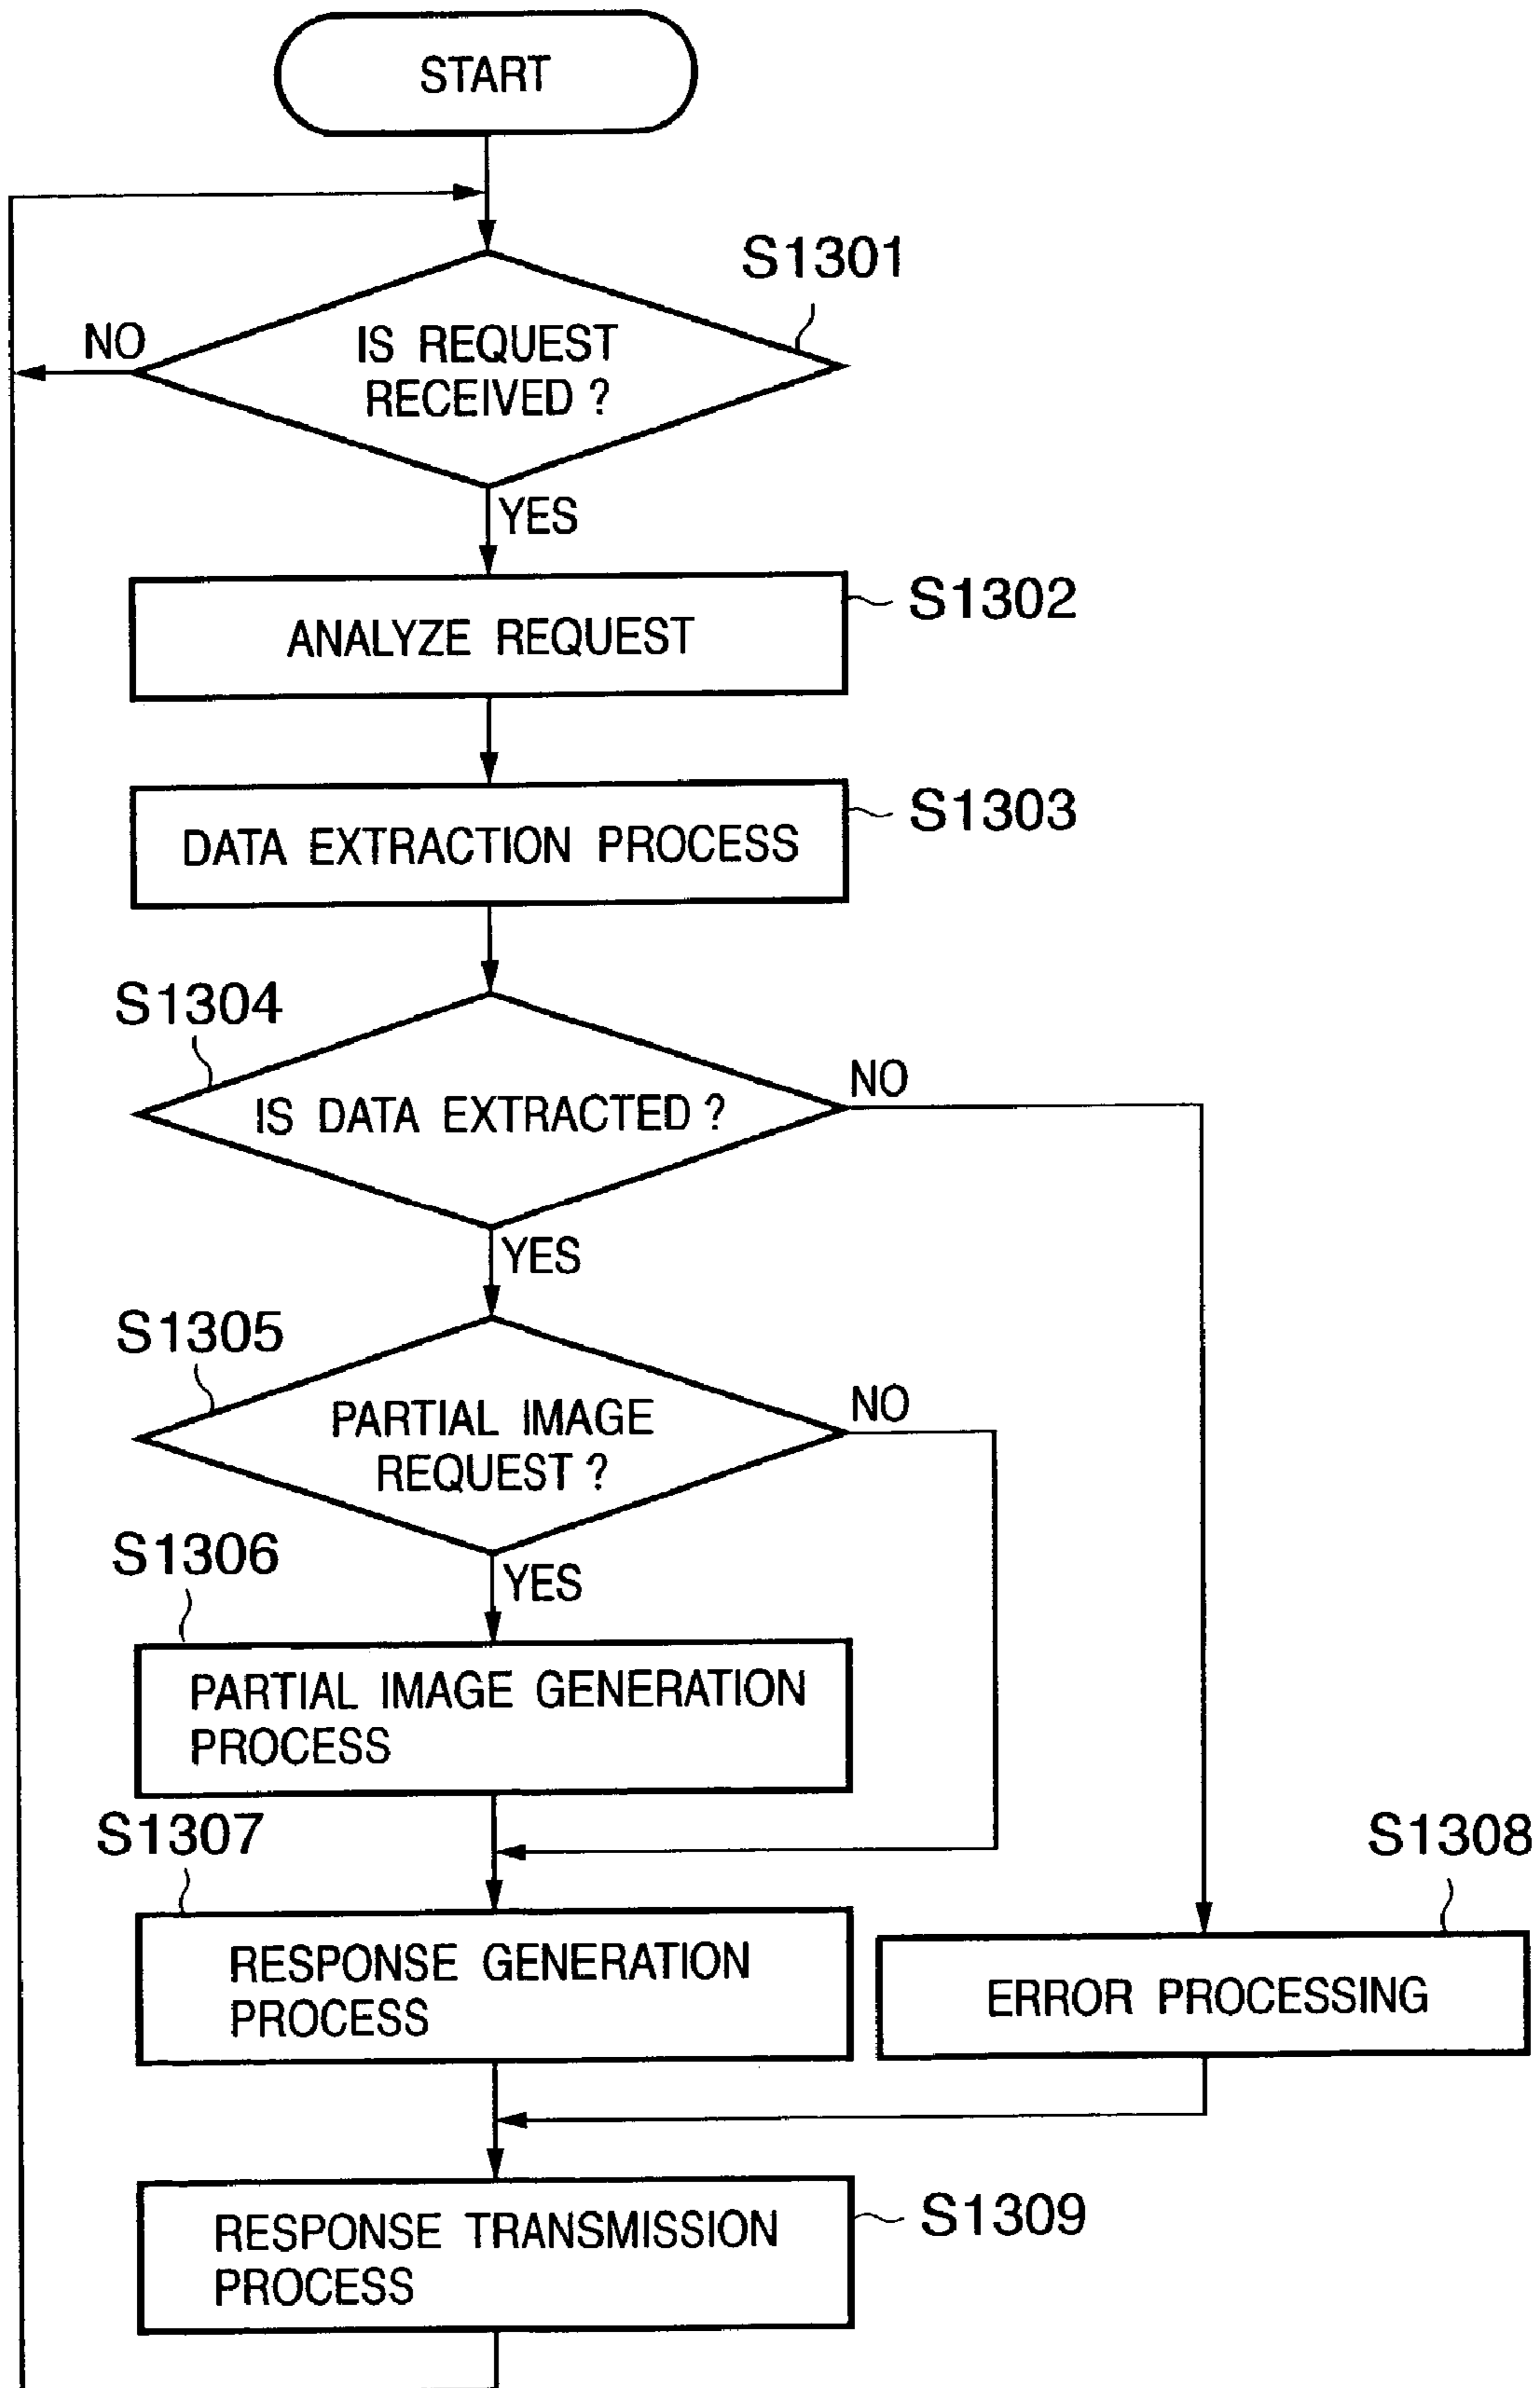 START
S1301
NO
IS REQUEST
RECEIVED ?
YES
S1302
ANALYZE REQUEST
S1303
DATA EXTRACTION PROCESS
S1304
NO
IS DATA EXTRACTED ?
YES
S1305
NO
PARTIAL IMAGE
REQUEST ?
S1306
YES
PARTIAL IMAGE GENERATION
PROCESS
S1307
S1308
RESPONSE GENERATION
PROCESS
ERROR PROCESSING
S1309
RESPONSE TRANSMISSION
PROCESS